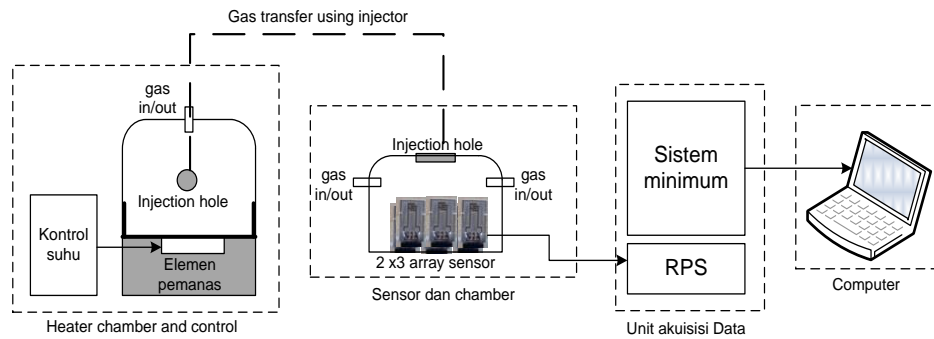 Gas transfer using injector
gas
in/out
Injection hole
Kontrol
suhu
Elemen
pemanas
Heater chamber and control
Injection hole
gas
in/out
gas
in/out
2 x3 array sensor
Sensor dan chamber
Sistem
minimum
RPS
Unit akuisisi Data
Computer